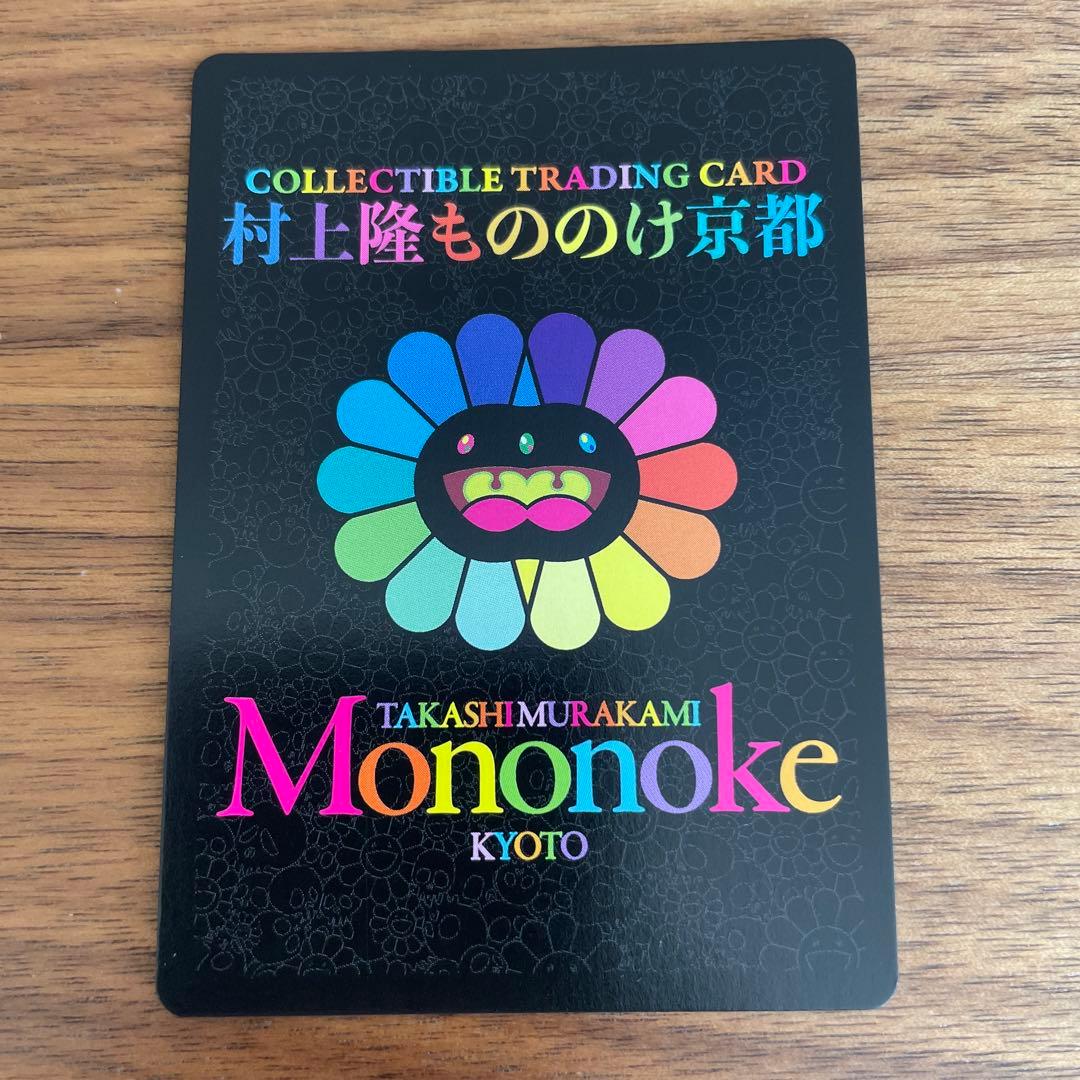 COLLECTIBLE TRADING CARD
村上隆もののけ京都
TAKASHI MURAKAMI
Mononoke
KYOTO